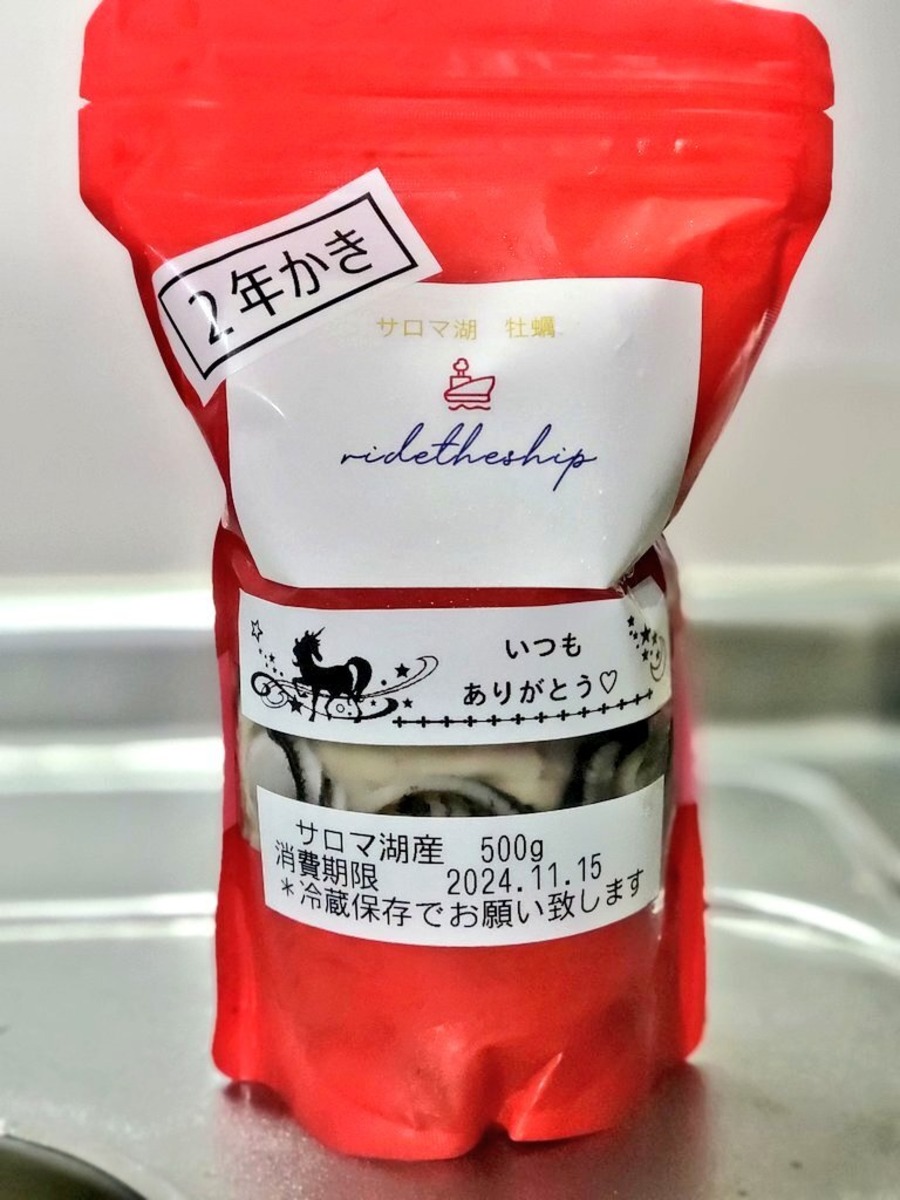 2年かき
サロマ湖 牡蠣
ridetheship
いつも
ありがとう♡
サロマ湖産 500g
消費期限 2024.11.15
*冷蔵保存でお願い致します